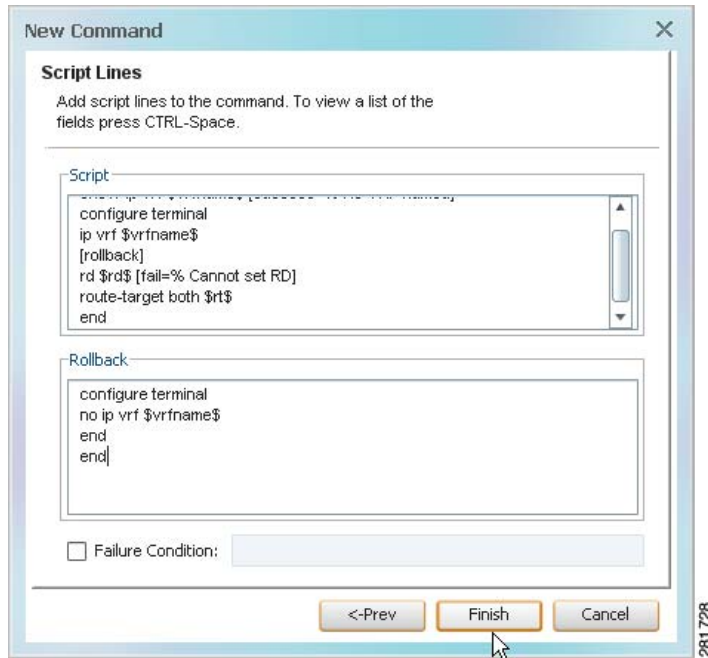 New Command
Script Lines
Add script lines to the command. To view a list of the
fields press CTRL-Space.
Script
configure terminal
ip vrf $vrfname$
[rollback]
rd $rd$ [fail=% Cannot set RD]
route-target both $rt$
end
Rollback
configure terminal
no ip vrf $vrfname$
end
end
Failure Condition:
<-Prev
Finish
Cancel
281728